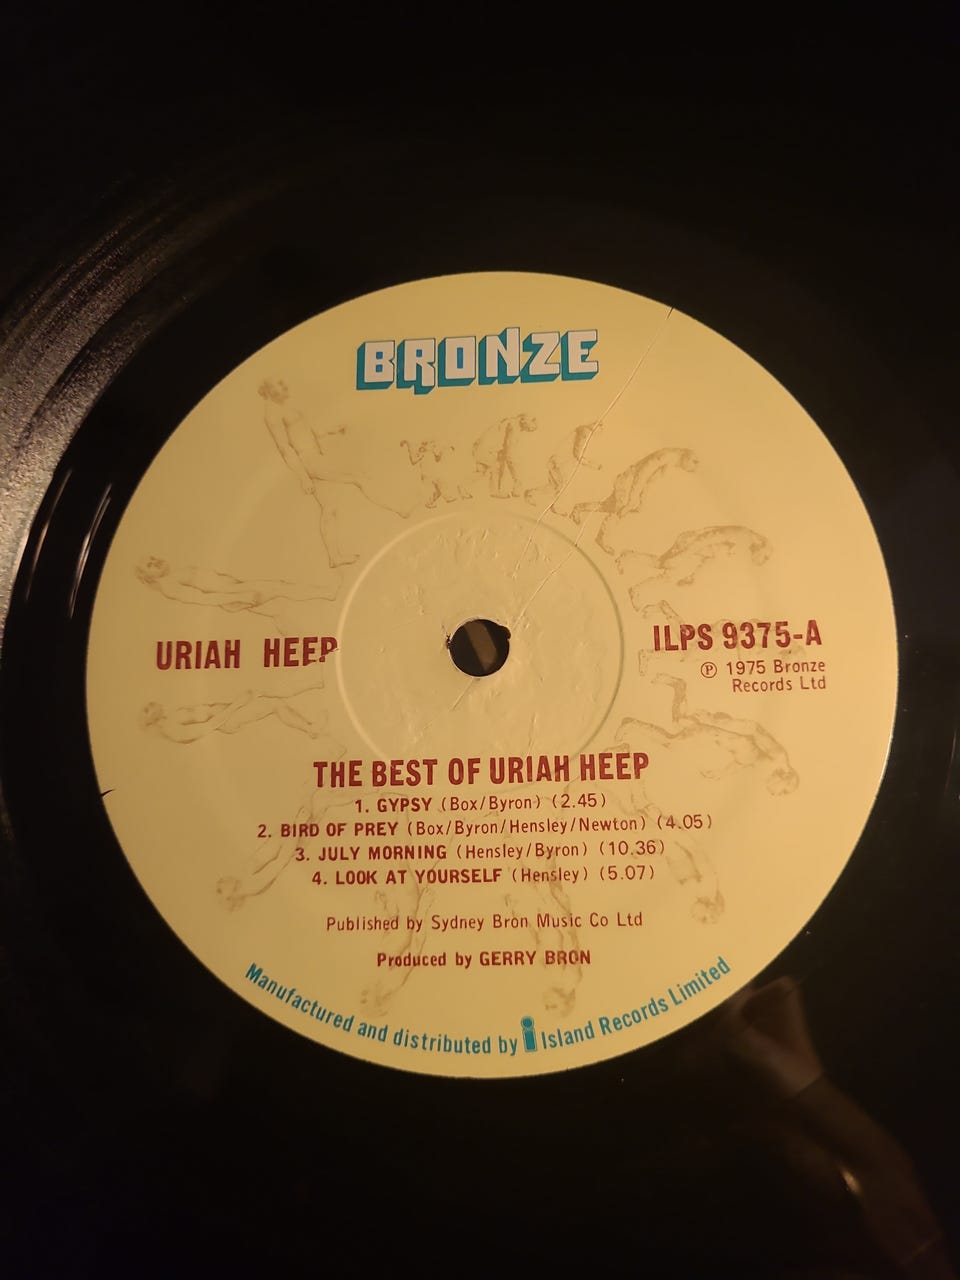 BRONZE
URIAH HEEP
ILPS 9375-A
℗ 1975 Bronze
Records Ltd
THE BEST OF URIAH HEEP
1. GYPSY (Box/Byron) (2.45)
2. BIRD OF PREY (Box/Byron/Hensley/Newton) (4.05)
3. JULY MORNING (Hensley/Byron) (10.36)
4. LOOK AT YOURSELF (Hensley) (5.07)
Published by Sydney Bron Music Co Ltd
Produced by GERRY BRON
Manufactured and distributed by i Island Records Limited